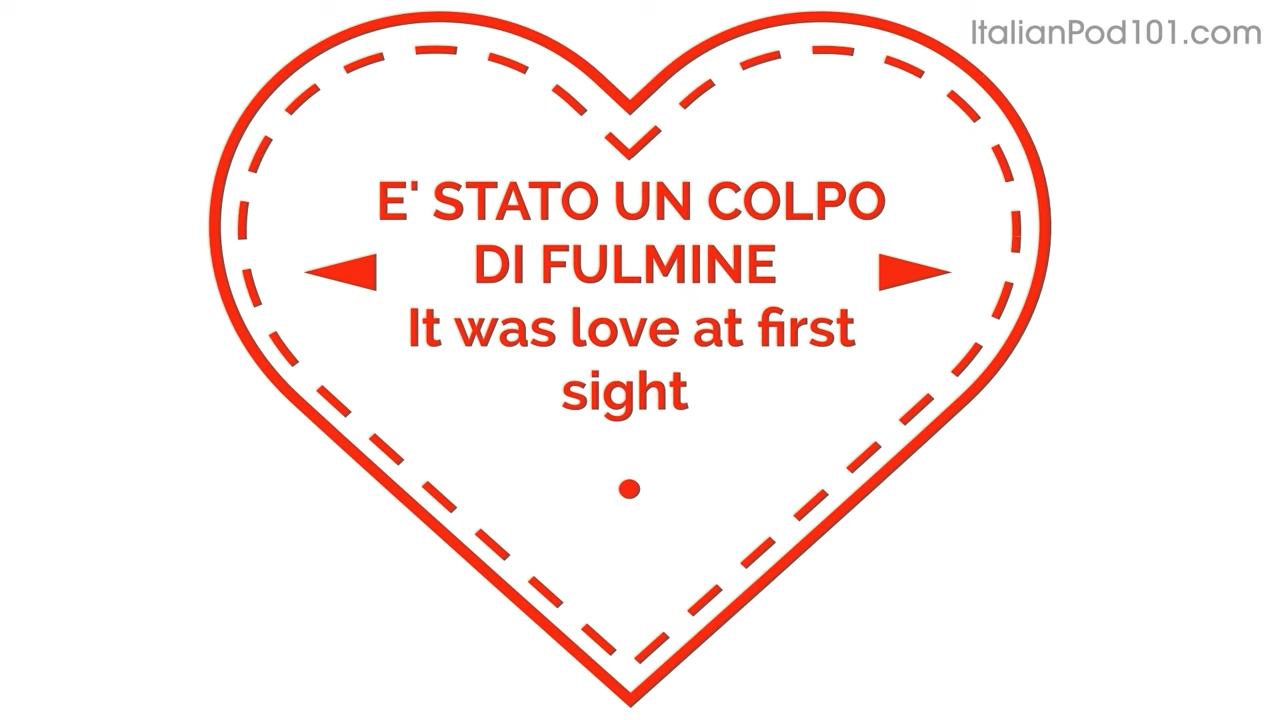 ItalianPod101.com
E' STATO UN COLPO
DI FULMINE
It was love at first
sight